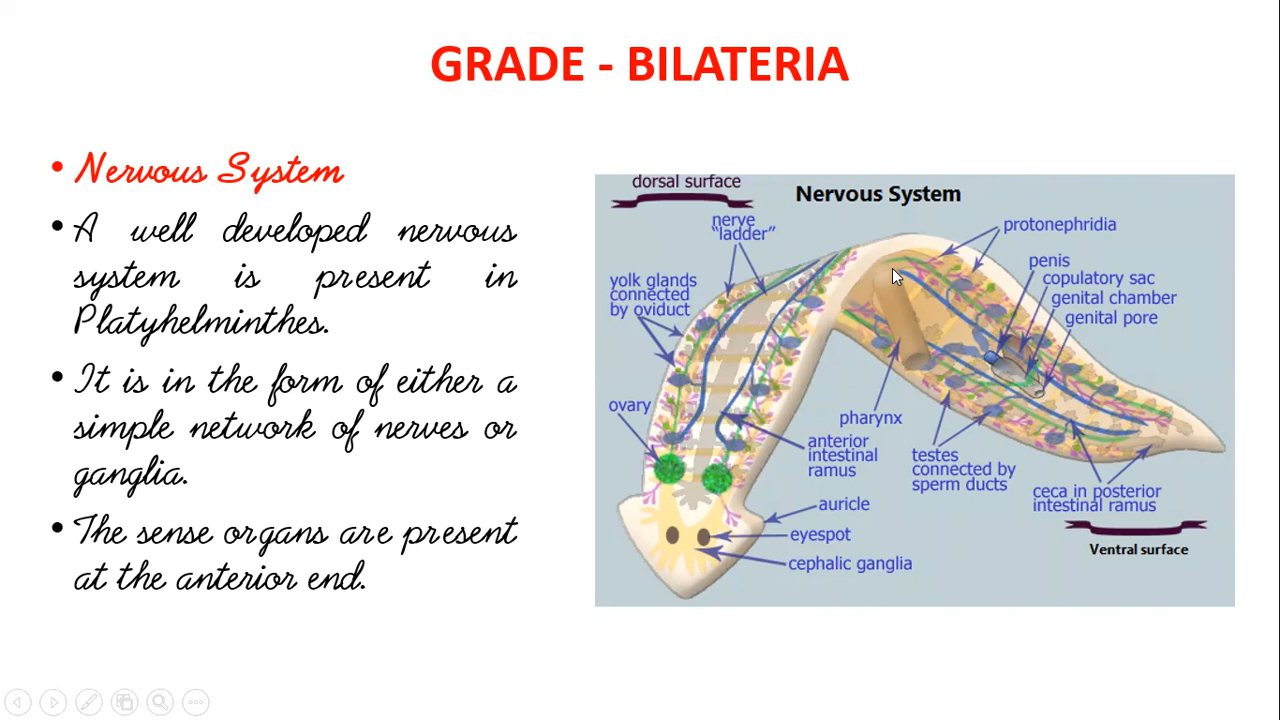 GRADE - BILATERIA
• Nervous System
• A well developed nervous
system is present in
Platyhelminthes.
• It is in the form of either a
simple network of nerves or
ganglia.
• The sense organs are present
at the anterior end.
dorsal surface
Nervous System
nerve
“ladder”
protonephridia
penis
copulatory sac
genital chamber
genital pore
yolk glands
connected
by oviduct
ovary
pharynx
anterior
intestinal
ramus
testes
connected by
sperm ducts
ceca in posterior
intestinal ramus
auricle
eyespot
cephalic ganglia
Ventral surface